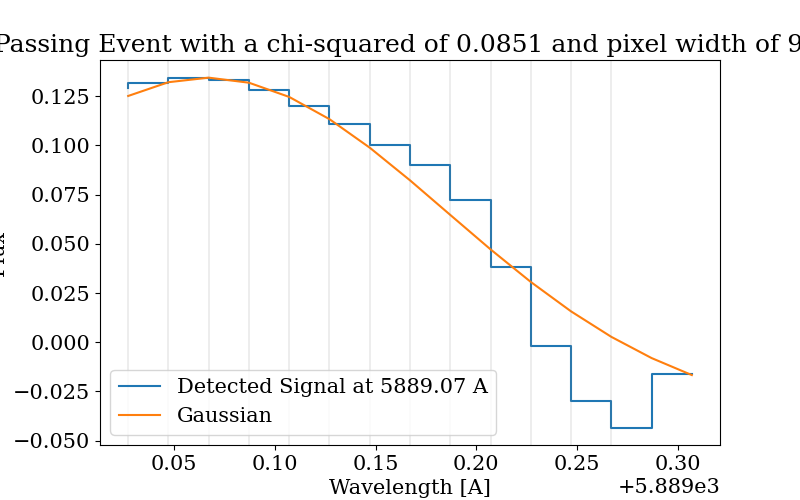 Passing Event with a chi-squared of 0.0851 and pixel width of 9
0.125
0.100
0.075
0.050
0.025
0.000
−0.025
−0.050
Detected Signal at 5889.07 A
Gaussian
0.05 0.10 0.15 0.20 0.25 0.30
Wavelength [A] +5.889e3